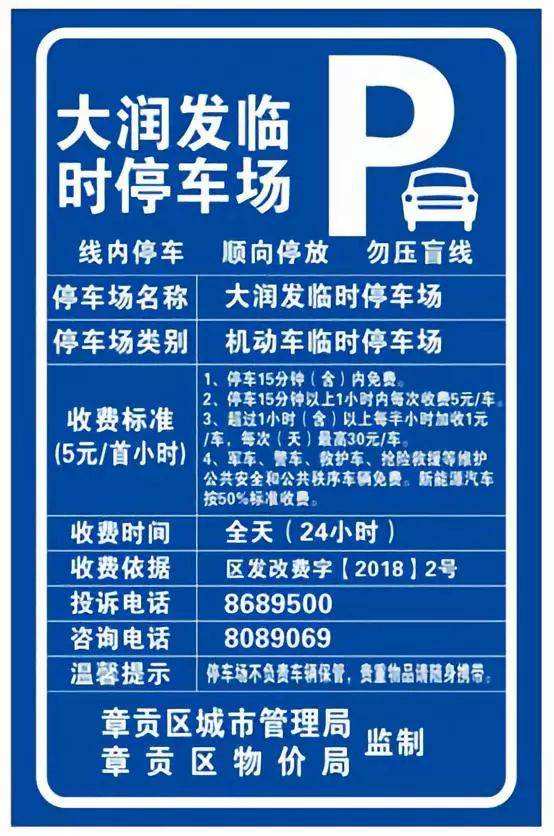 P
大润发临
时停车场
线内停车 顺向停放 勿压盲线
停车场名称 大润发临时停车场
停车场类别 机动车临时停车场
收费标准
(5元/首小时)
1、停车15分钟（含）内免费。
2、停车15分钟以上1小时内每次收费5元/车。
3、超过1小时（含）以上每半小时加收1元
/车，每次（天）最高30元/车。
4、军车、警车、救护车、抢险救援等维护
公共安全和公共秩序车辆免费。新能源汽车
按50%标准收费。
收费时间 全天（24小时）
收费依据 区发改费字【2018】2号
投诉电话 8689500
咨询电话 8089069
温馨提示 停车场不负责车辆保管，贵重物品请随身携带。
章贡区城市管理局
章贡区物价局
监制